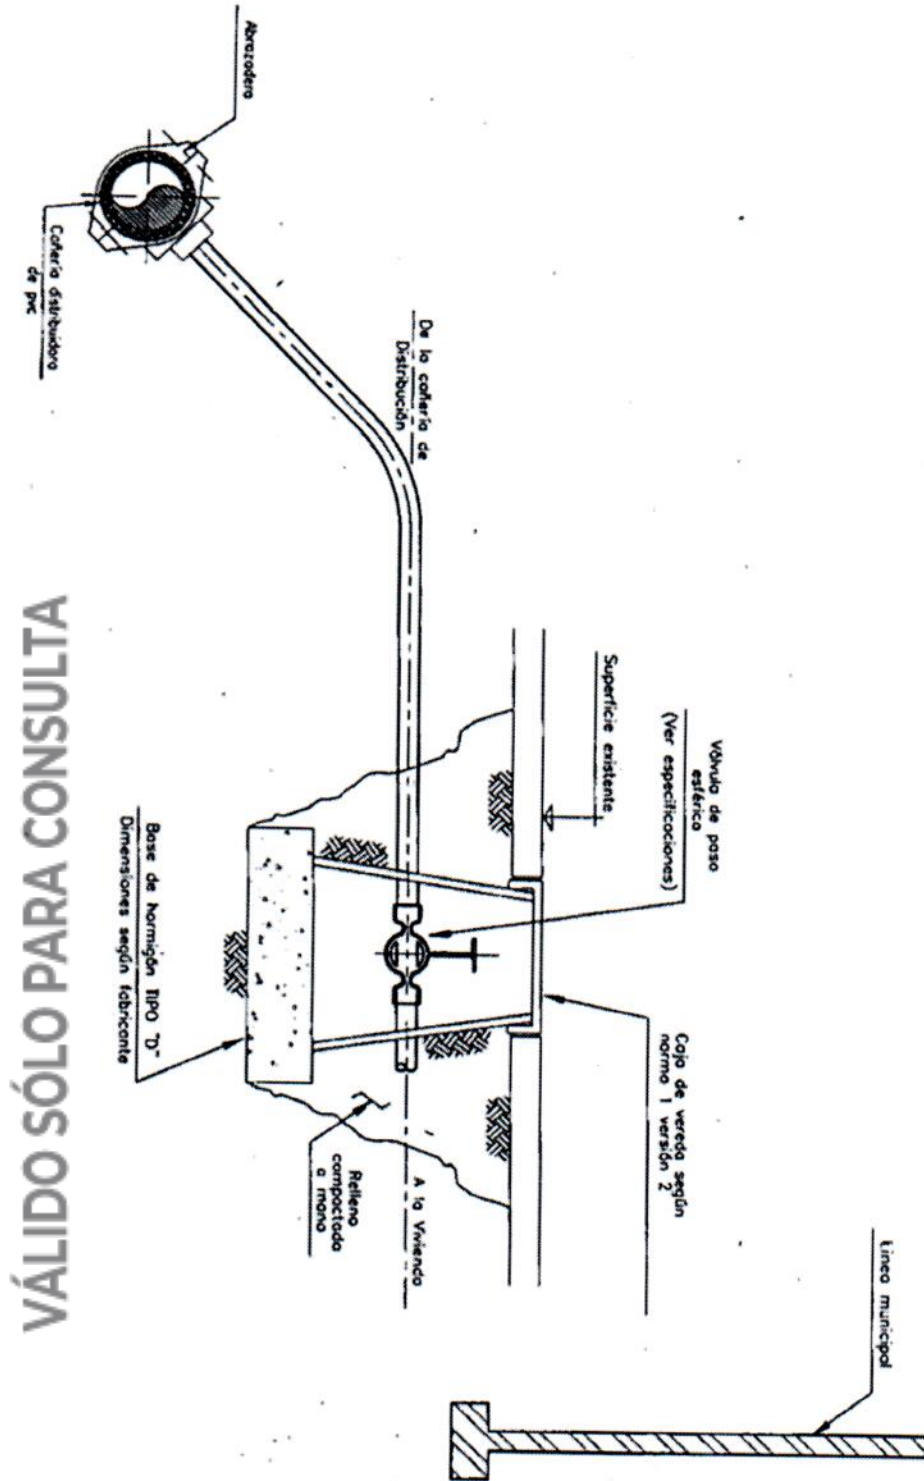 Abrazadera
Cañería distribuidora
de pvc
De la cañería de
Distribución
Superficie existente
Válvula de paso
esférica
(Ver especificaciones)
Caja de vereda según
norma 1 versión 2
Línea municipal
A la Vivienda
Relleno
compactado
a mano
Base de hormigón TIPO "D"
Dimensiones según fabricante
VÁLIDO SÓLO PARA CONSULTA